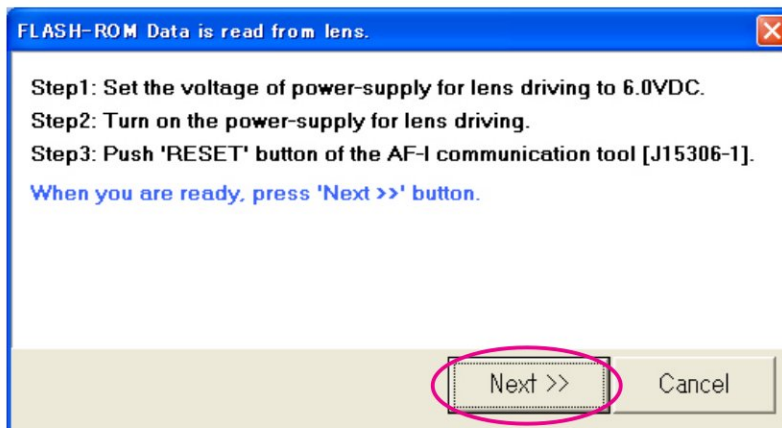 FLASH-ROM Data is read from lens.
Step1: Set the voltage of power-supply for lens driving to 6.0VDC.
Step2: Turn on the power-supply for lens driving.
Step3: Push 'RESET' button of the AF-I communication tool [J15306-1].
When you are ready, press 'Next >>' button.
Next >>
Cancel